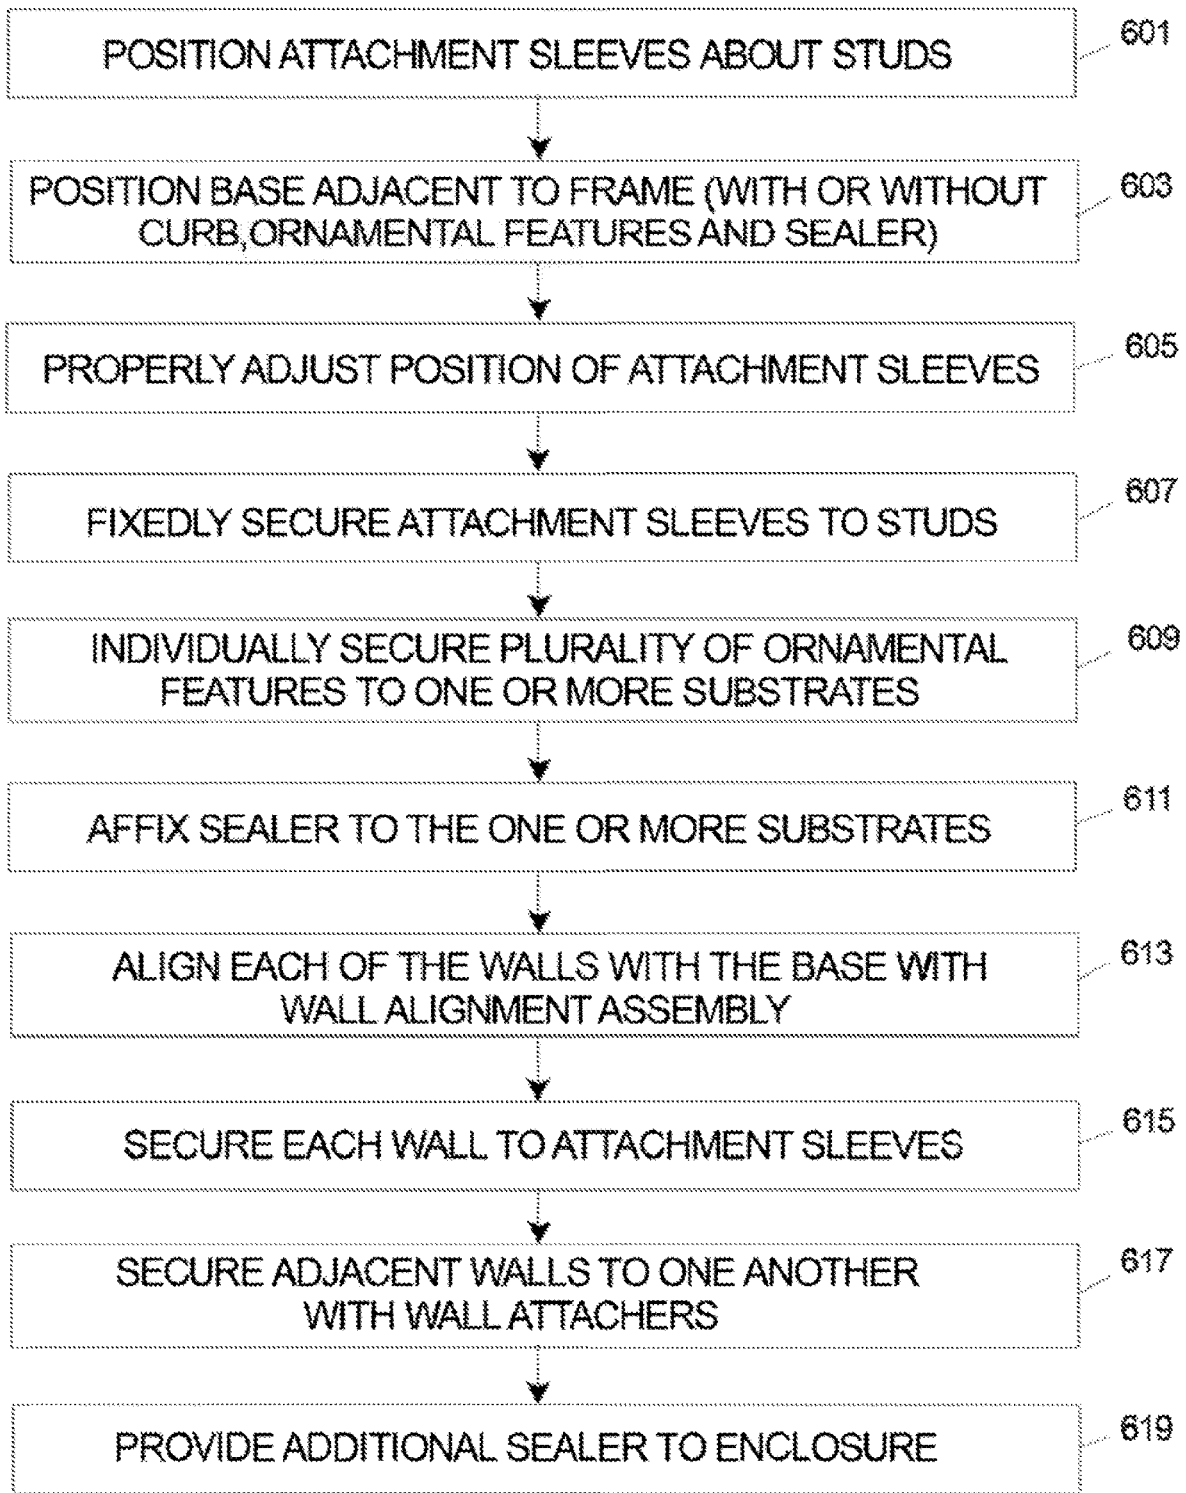 POSITION ATTACHMENT SLEEVES ABOUT STUDS
601
POSITION BASE ADJACENT TO FRAME (WITH OR WITHOUT
CURB,ORNAMENTAL FEATURES AND SEALER)
603
PROPERLY ADJUST POSITION OF ATTACHMENT SLEEVES
605
FIXEDLY SECURE ATTACHMENT SLEEVES TO STUDS
607
INDIVIDUALLY SECURE PLURALITY OF ORNAMENTAL
FEATURES TO ONE OR MORE SUBSTRATES
609
AFFIX SEALER TO THE ONE OR MORE SUBSTRATES
611
ALIGN EACH OF THE WALLS WITH THE BASE WITH
WALL ALIGNMENT ASSEMBLY
613
SECURE EACH WALL TO ATTACHMENT SLEEVES
615
SECURE ADJACENT WALLS TO ONE ANOTHER
WITH WALL ATTACHERS
617
PROVIDE ADDITIONAL SEALER TO ENCLOSURE
619